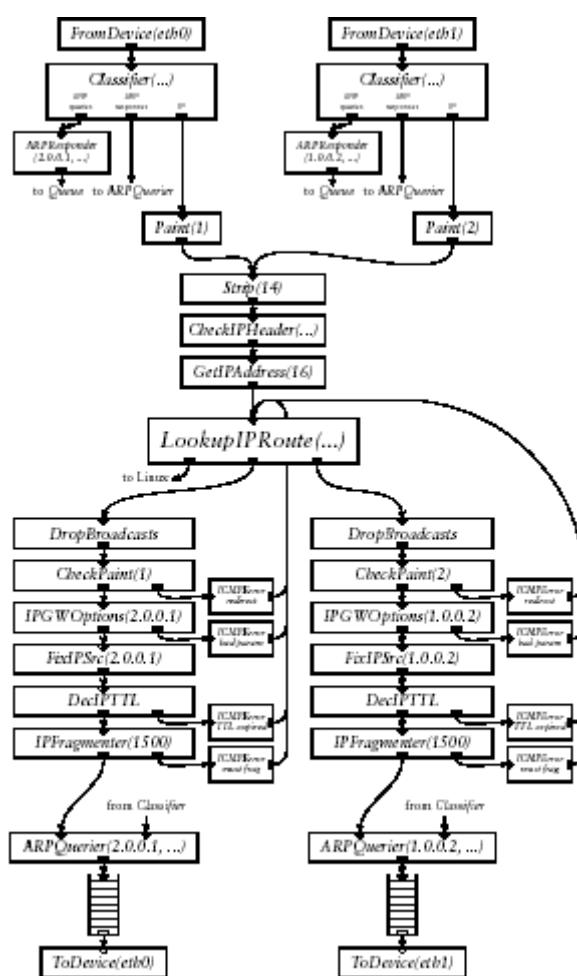 FromDevice(eth0)
FromDevice(eth1)
Classifier(...)
Classifier(...)
ARP queries
ARP responses
IP
ARP queries
ARP responses
IP
ARPResponder
(2.0.0.1, ...)
ARPResponder
(1.0.0.2, ...)
to Queue
to ARPQuerier
to Queue
to ARPQuerier
Paint(1)
Paint(2)
Strip(14)
CheckIPHeader(...)
GetIPAddress(16)
LookupIPRoute(...)
to Linux
DropBroadcasts
DropBroadcasts
CheckPaint(1)
ICMPError
redirect
CheckPaint(2)
ICMPError
redirect
IPGWOptions(2.0.0.1)
ICMPError
bad param
IPGWOptions(1.0.0.2)
ICMPError
bad param
FixIPSrc(2.0.0.1)
FixIPSrc(1.0.0.2)
DecIPTTL
ICMPError
TTL expired
DecIPTTL
ICMPError
TTL expired
IPFragmenter(1500)
ICMPError
must frag
IPFragmenter(1500)
ICMPError
must frag
from Classifier
from Classifier
ARPQuerier(2.0.0.1, ...)
ARPQuerier(1.0.0.2, ...)
ToDevice(eth0)
ToDevice(eth1)